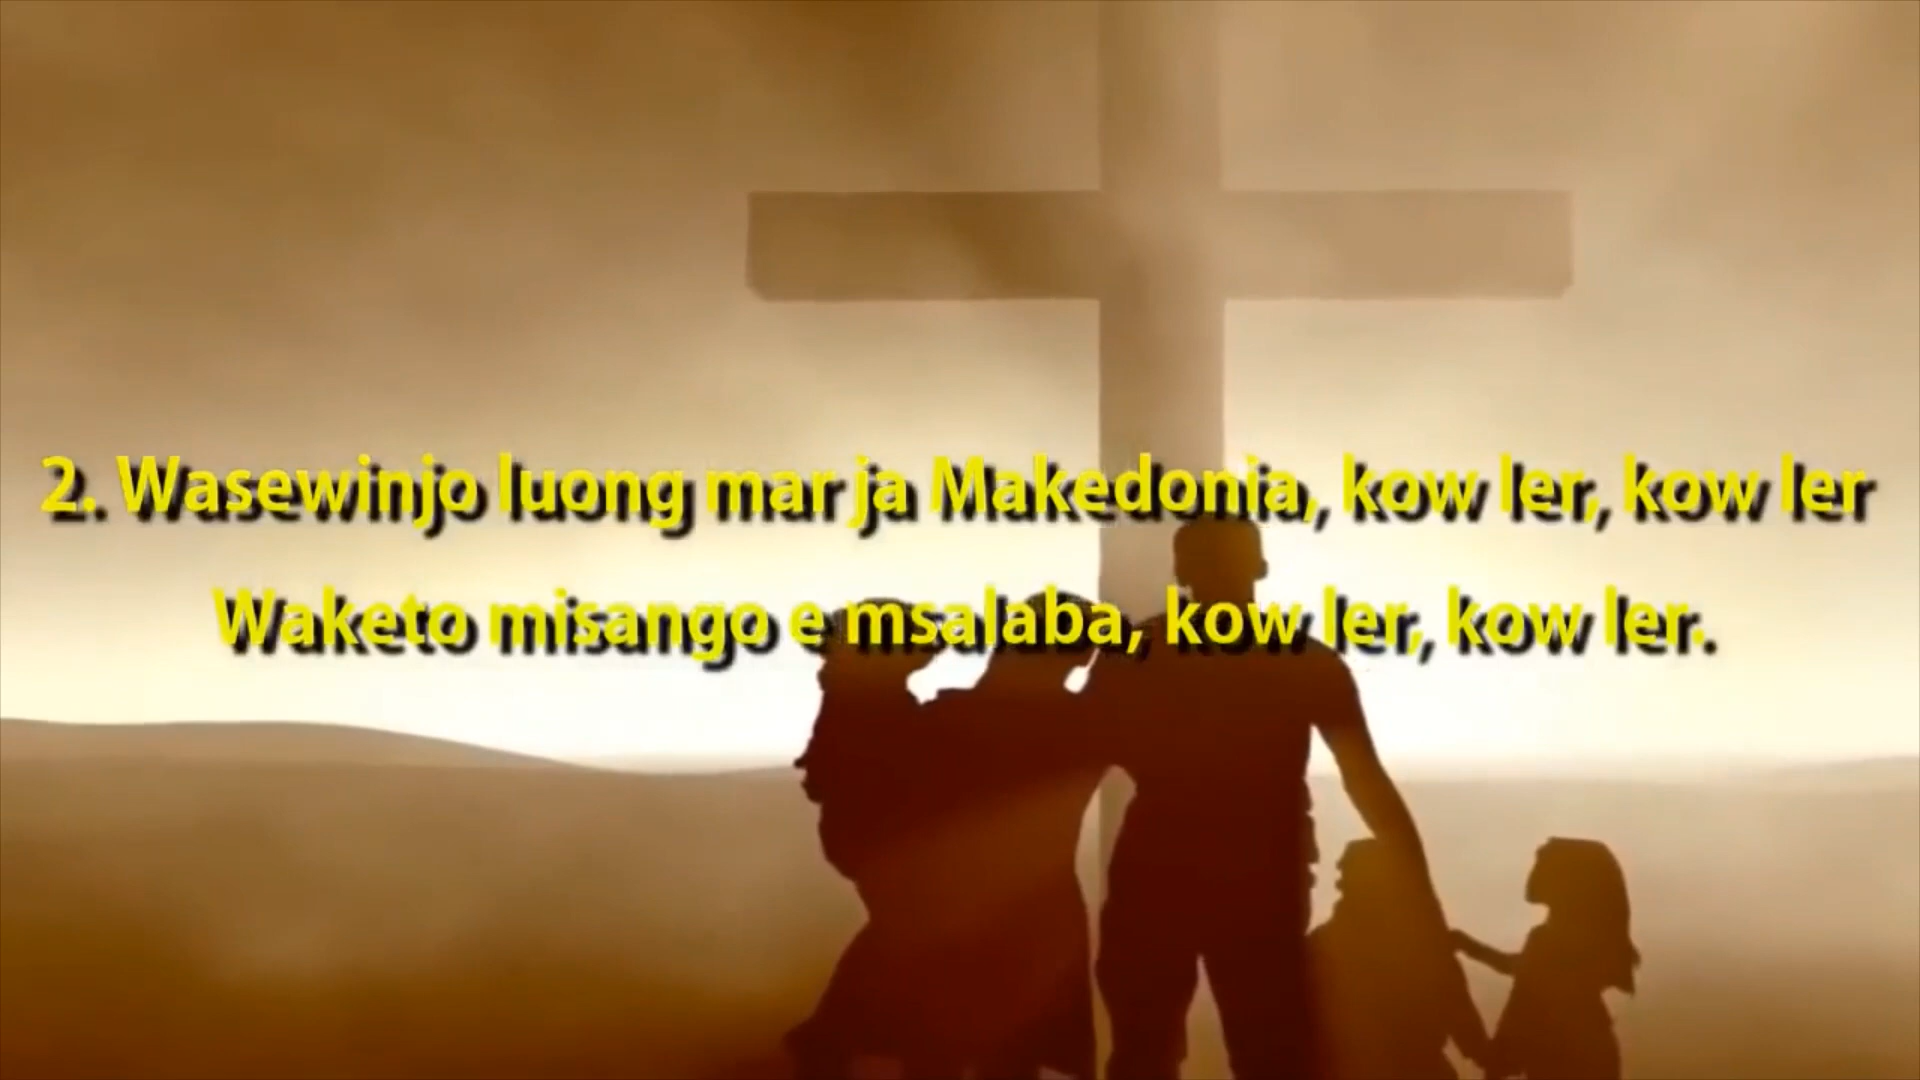 2. Wasewinjo luong mar ja Makedonia, kow ler, kow ler
Waketo misango e msalaba, kow ler, kow ler.